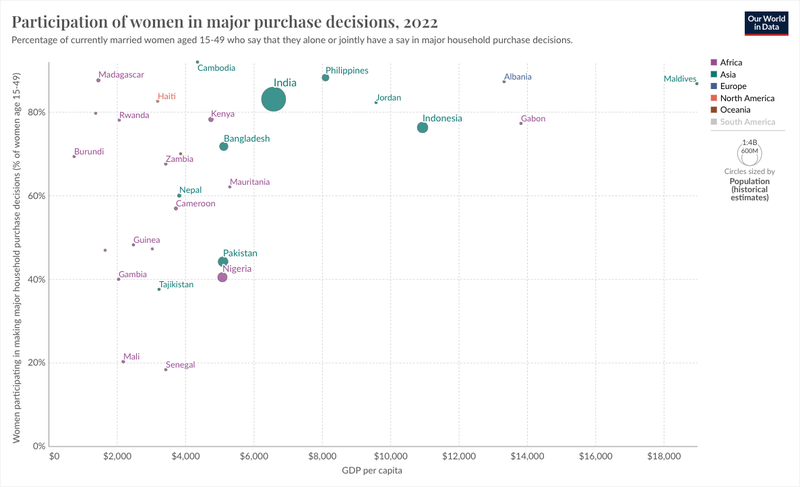 Participation of women in major purchase decisions, 2022
Percentage of currently married women aged 15-49 who say that they alone or jointly have a say in major household purchase decisions.
Our World
in Data
Women participating in making major household purchase decisions (% of women age 15-49)
80%
60%
40%
20%
0%
$0
$2,000
$4,000
$6,000
$8,000
$10,000
$12,000
$14,000
$16,000
$18,000
GDP per capita
Cambodia
Madagascar
Philippines
Albania
Maldives
India
Haiti
Jordan
Rwanda
Kenya
Indonesia
Gabon
Bangladesh
Burundi
Zambia
Mauritania
Nepal
Cameroon
Guinea
Pakistan
Nigeria
Gambia
Tajikistan
Mali
Senegal
Africa
Asia
Europe
North America
Oceania
South America
1:4B
600M
Circles sized by
Population
(historical
estimates)